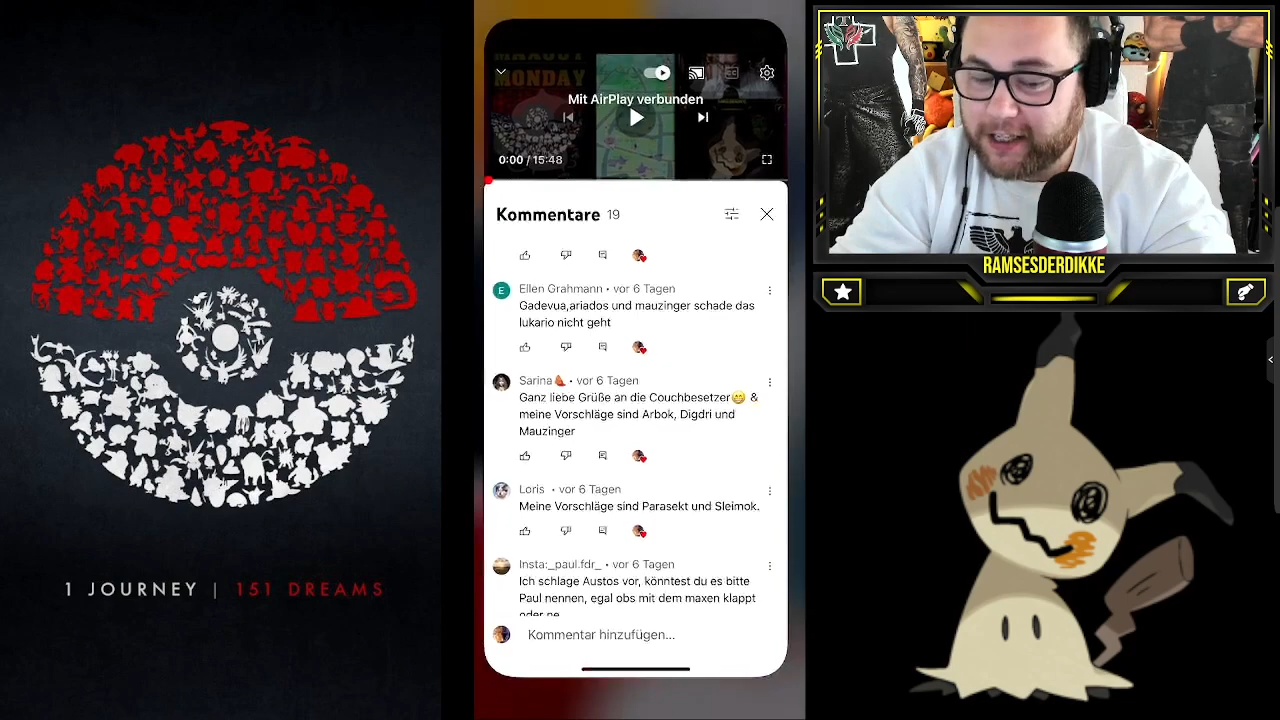 1 JOURNEY | 151 DREAMS
MONDAY
Mit AirPlay verbunden
0:00 / 15:48
Kommentare 19
E Ellen Grahmann • vor 6 Tagen
Gadevua,ariados und mauzinger schade das
lukario nicht geht
Sarina • vor 6 Tagen
Ganz liebe Grüße an die Couchbesetzer😁 &
meine Vorschläge sind Arbok, Digdri und
Mauzinger
Loris • vor 6 Tagen
Meine Vorschläge sind Parasekt und Sleimok.
Insta:_paul.fdr_ • vor 6 Tagen
Ich schlage Austos vor, könntest du es bitte
Paul nennen, egal obs mit dem maxen klappt
oder ne
Kommentar hinzufügen...
RAMSESDERDIKKE